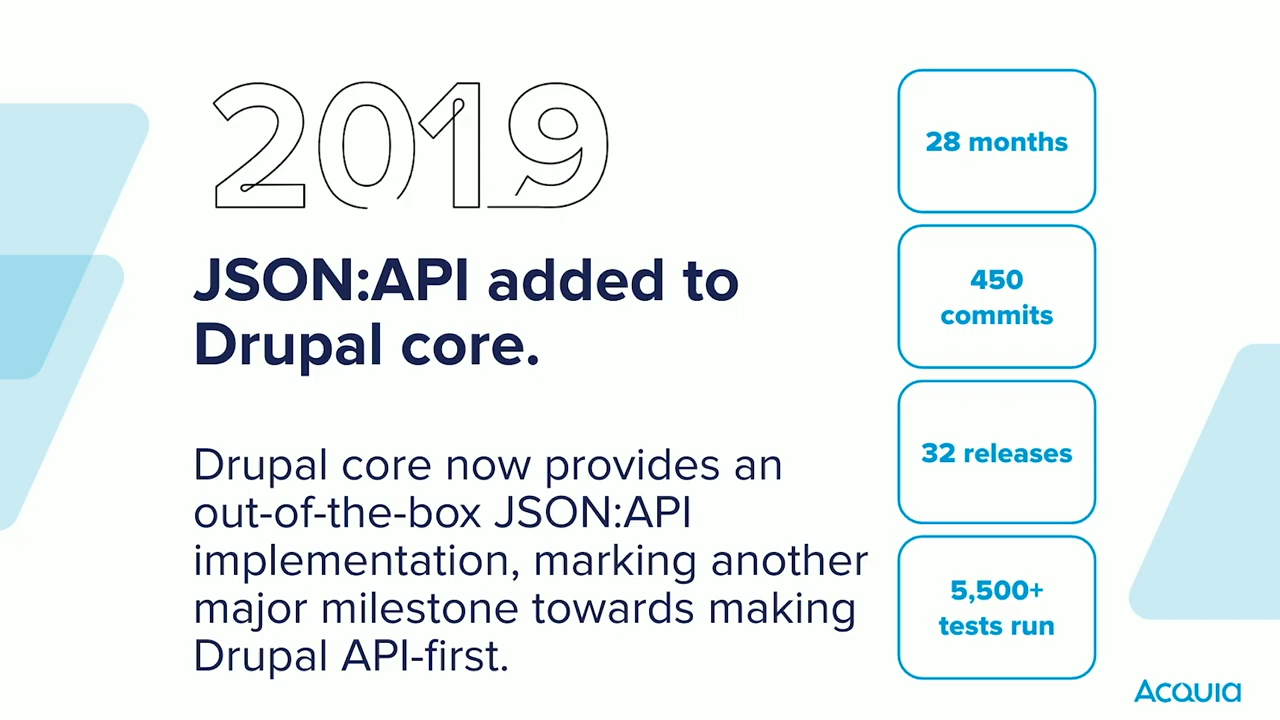 2019
JSON:API added to
Drupal core.
Drupal core now provides an
out-of-the-box JSON:API
implementation, marking another
major milestone towards making
Drupal API-first.
28 months
450
commits
32 releases
5,500+
tests run
ACQUIA